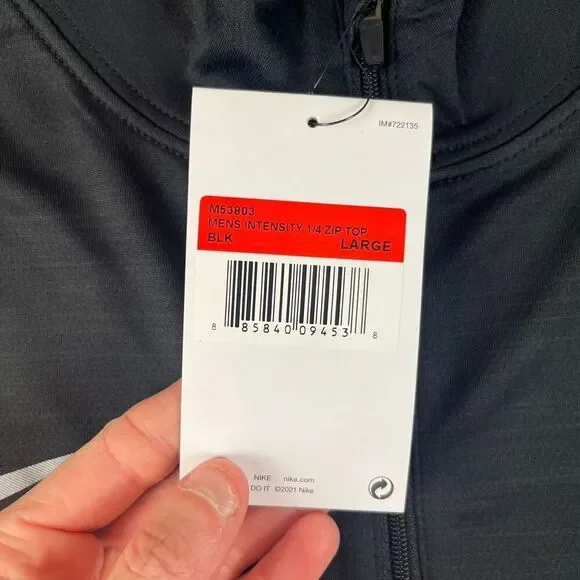 IM#722135
M53803
MENS INTENSITY 1/4 ZIP TOP
BLK LARGE
8 85840 09453 8
NIKE nike.com
DO IT ©2021 Nike